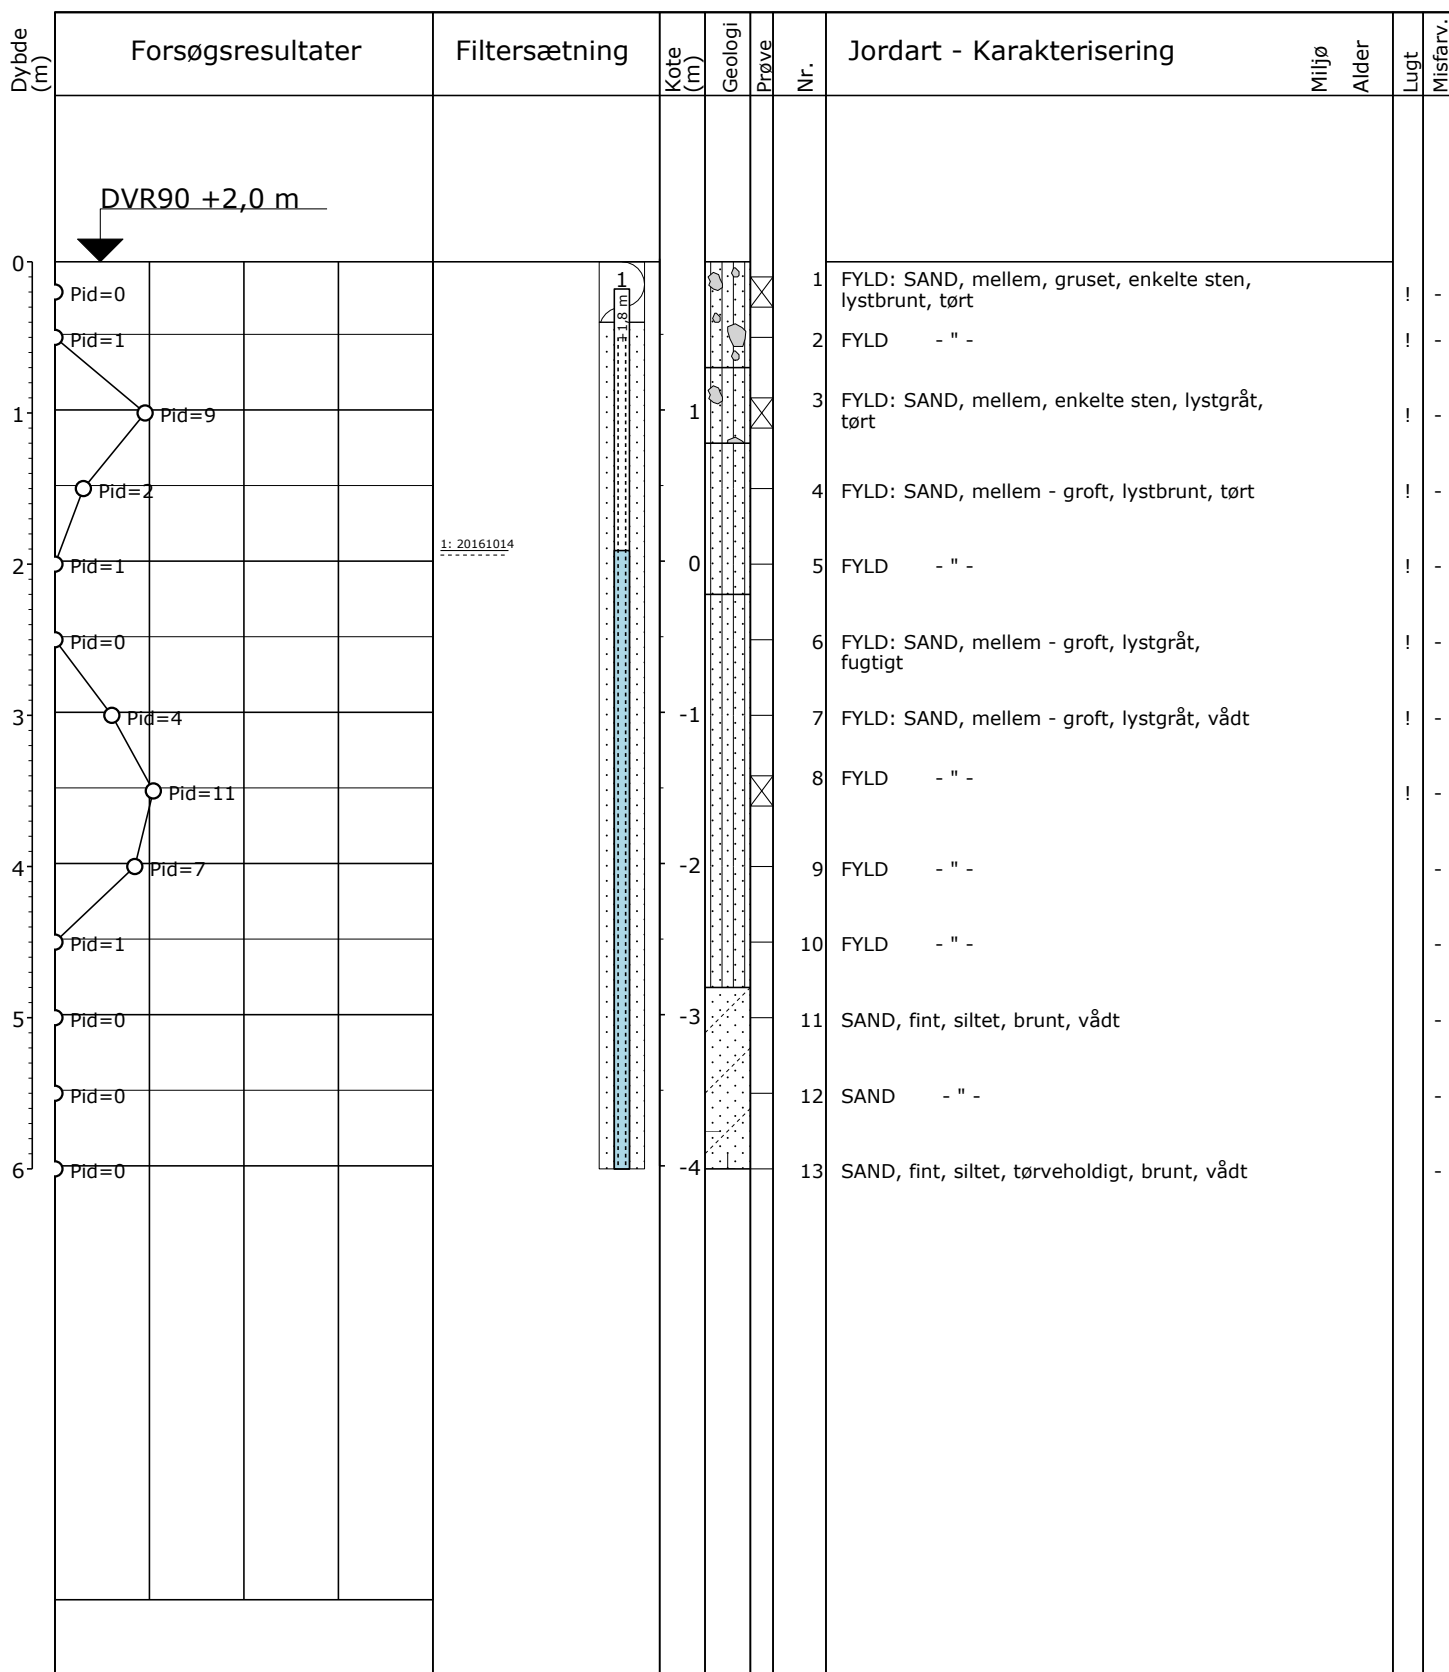 Dybde (m) Forsøgsresultater Filtersætning Kote (m) Geologi Prøve Nr. Jordart - Karakterisering Miljø Alder Lugt Misfarv.
DVR90 +2,0 m
0
1
+1,8 m
Pid=0 1 FYLD: SAND, mellem, gruset, enkelte sten,
lystbrunt, tørt ! -
Pid=1 2 FYLD - " - ! -
1 Pid=9 1 3 FYLD: SAND, mellem, enkelte sten, lystgråt,
tørt ! -
Pid=2 4 FYLD: SAND, mellem - groft, lystbrunt, tørt ! -
1: 20161014
2 Pid=1 0 5 FYLD - " - ! -
Pid=0 6 FYLD: SAND, mellem - groft, lystgråt, ! -
fugtigt
3 Pid=4 -1 7 FYLD: SAND, mellem - groft, lystgråt, vådt ! -
8 FYLD - " -
Pid=11 ! -
4 Pid=7 -2 9 FYLD - " - -
Pid=1 10 FYLD - " - -
5 Pid=0 -3 11 SAND, fint, siltet, brunt, vådt -
Pid=0 12 SAND - " - -
6 Pid=0 -4 13 SAND, fint, siltet, tørveholdigt, brunt, vådt -